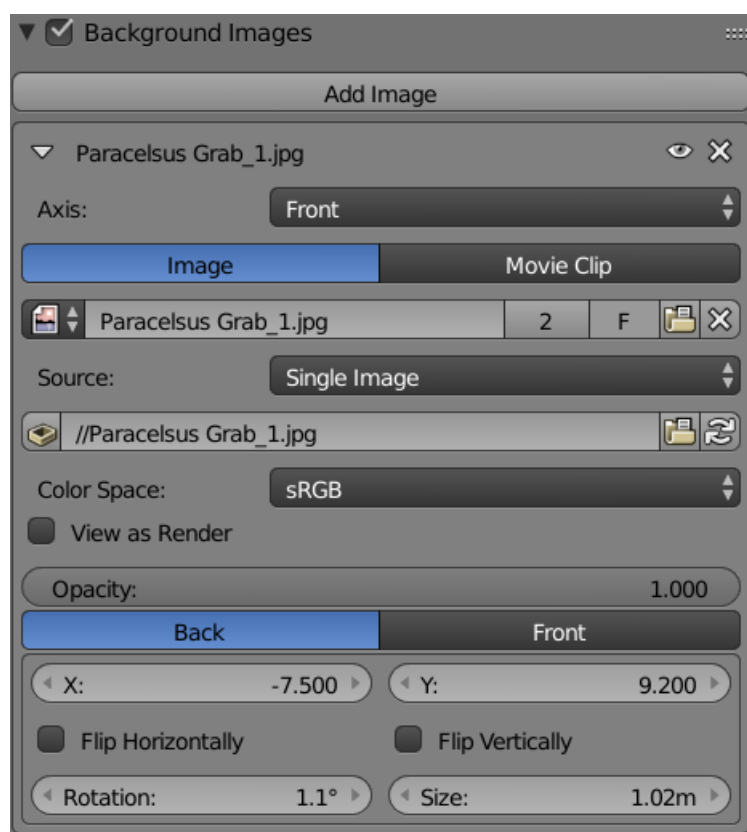 Background Images
Add Image
Paracelsus Grab_1.jpg
Axis: Front
Image Movie Clip
Paracelsus Grab_1.jpg 2 F
Source: Single Image
//Paracelsus Grab_1.jpg
Color Space: sRGB
View as Render
Opacity: 1.000
Back Front
X: -7.500 Y: 9.200
Flip Horizontally Flip Vertically
Rotation: 1.1° Size: 1.02m